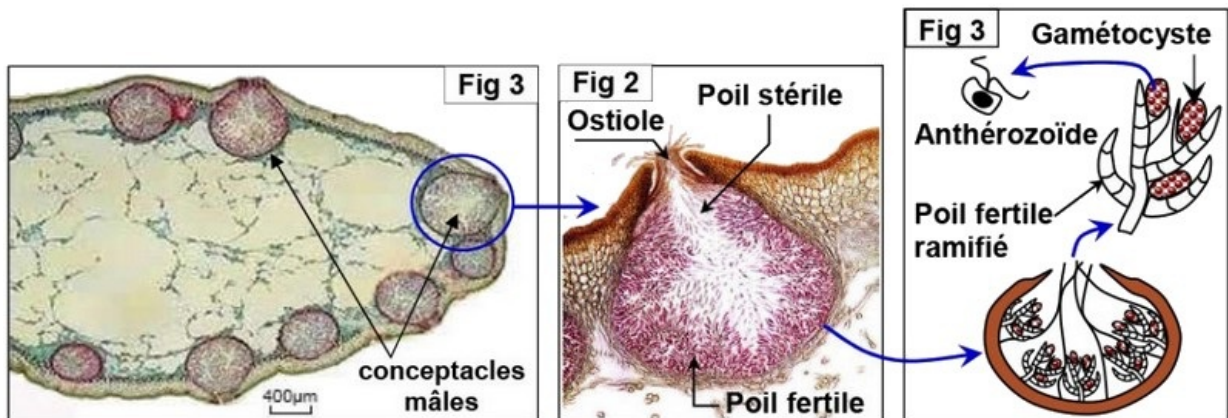 Fig 3
conceptacles
mâles
400µm
Fig 2
Ostiole
Poil stérile
Poil fertile
Fig 3
Gamétocyste
Anthérozoïde
Poil fertile
ramifié